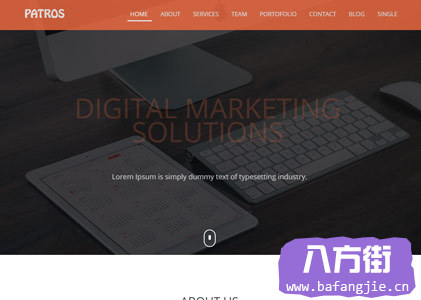 PATROS
HOME ABOUT SERVICES TEAM PORTOFOLIO CONTACT BLOG SINGLE
DIGITAL MARKETING
SOLUTIONS
Lorem Ipsum is simply dummy text of typesetting industry.
八方街
www.bafangjie.cn
ABOUT US